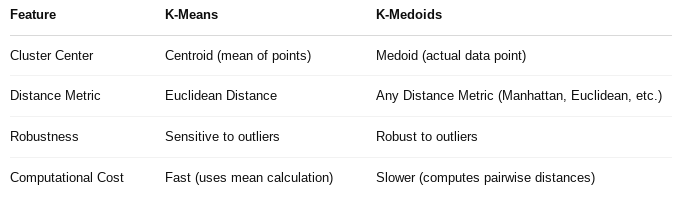 Feature K-Means K-Medoids
Cluster Center Centroid (mean of points) Medoid (actual data point)
Distance Metric Euclidean Distance Any Distance Metric (Manhattan, Euclidean, etc.)
Robustness Sensitive to outliers Robust to outliers
Computational Cost Fast (uses mean calculation) Slower (computes pairwise distances)